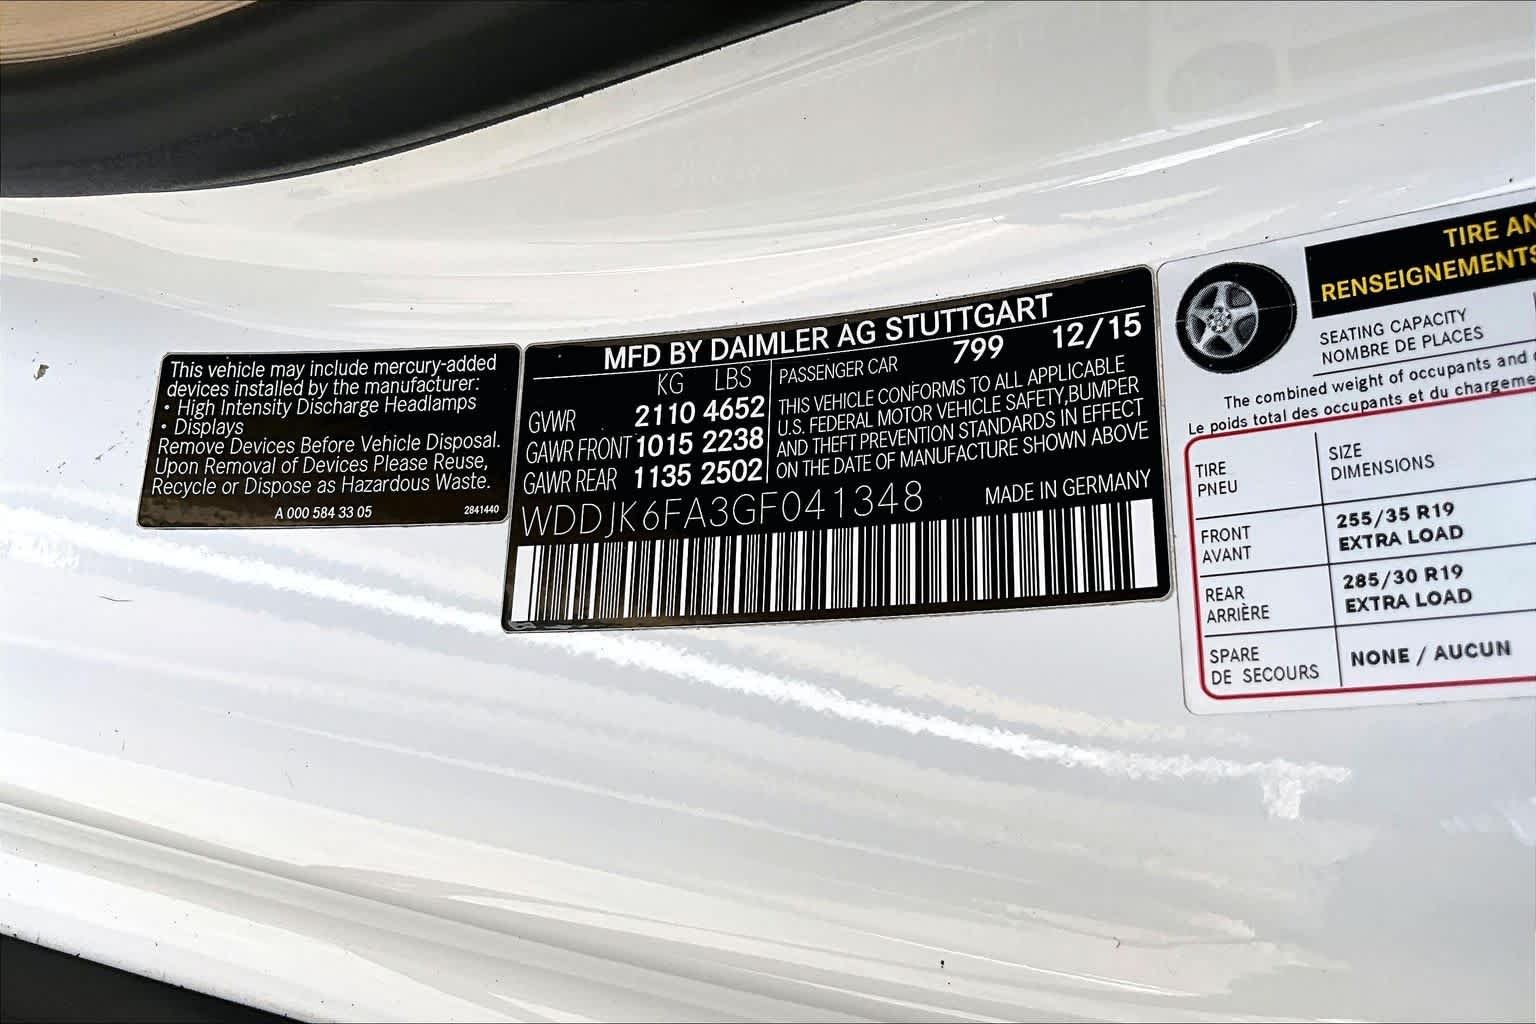 This vehicle may include mercury-added
devices installed by the manufacturer:
• High Intensity Discharge Headlamps
• Displays
Remove Devices Before Vehicle Disposal.
Upon Removal of Devices Please Reuse,
Recycle or Dispose as Hazardous Waste.
A 000 584 33 05 2841440
MFD BY DAIMLER AG STUTTGART
KG LBS
GVWR 2110 4652
GAWR FRONT 1015 2238
GAWR REAR 1135 2502
PASSENGER CAR 799 12/15
THIS VEHICLE CONFORMS TO ALL APPLICABLE
U.S. FEDERAL MOTOR VEHICLE SAFETY,BUMPER
AND THEFT PREVENTION STANDARDS IN EFFECT
ON THE DATE OF MANUFACTURE SHOWN ABOVE
WDDJK6FA3GF041348 MADE IN GERMANY
TIRE
RENSEIGNEMENTS
SEATING CAPACITY
NOMBRE DE PLACES
The combined weight of occupants and
Le poids total des occupants et du
TIRE
PNEU
SIZE
DIMENSIONS
FRONT
AVANT
255/35 R19
EXTRA LOAD
REAR
ARRIÈRE
285/30 R19
EXTRA LOAD
SPARE
DE SECOURS
NONE / AUCUN